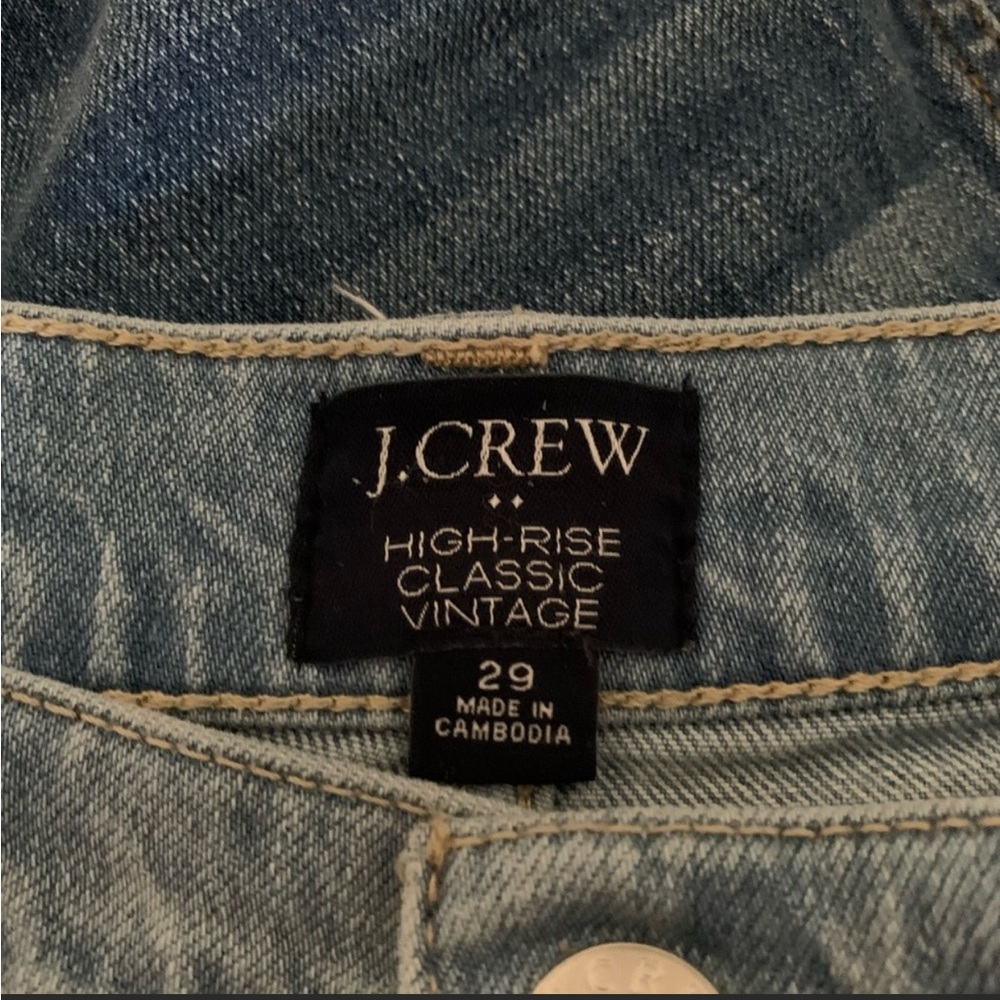 J.CREW
HIGH-RISE
CLASSIC
VINTAGE
29
MADE IN
CAMBODIA